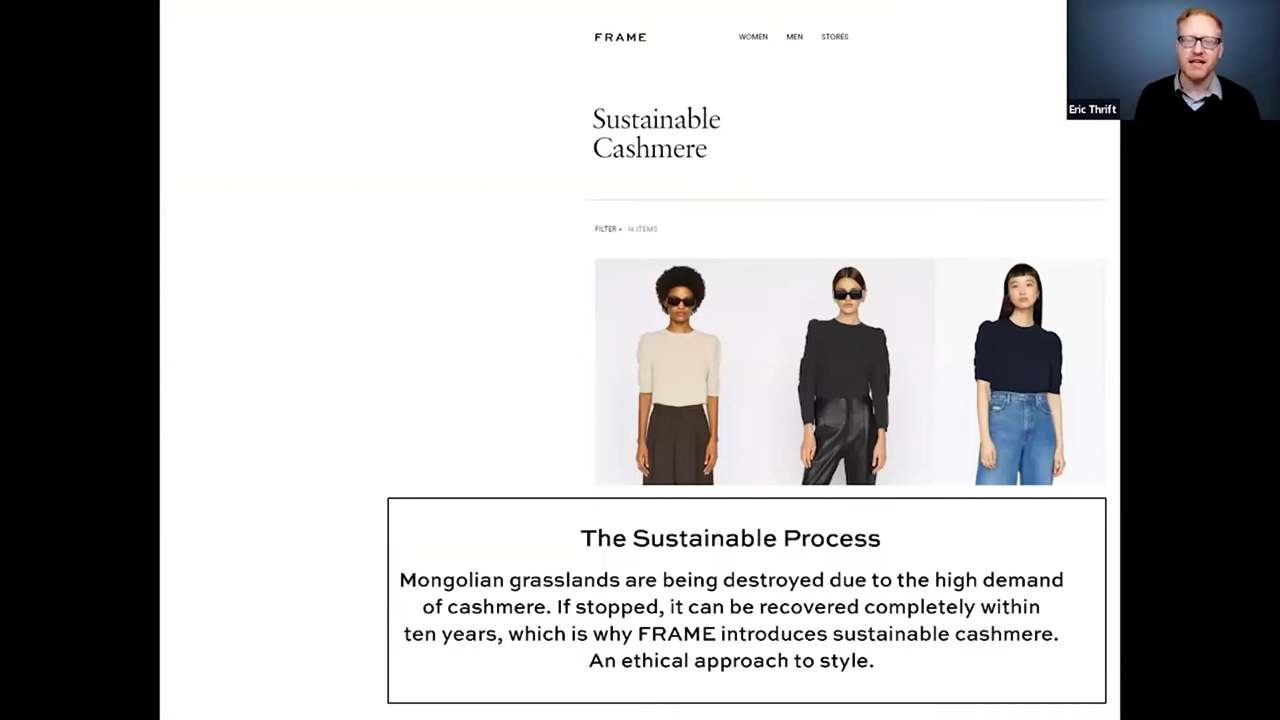 FRAME
WOMEN MEN STORES
Eric Thrift
Sustainable
Cashmere
FILTER + 14 ITEMS
The Sustainable Process
Mongolian grasslands are being destroyed due to the high demand
of cashmere. If stopped, it can be recovered completely within
ten years, which is why FRAME introduces sustainable cashmere.
An ethical approach to style.